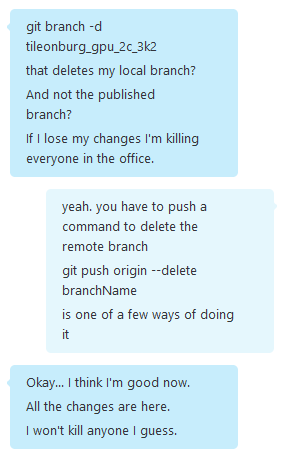 git branch -d
tileonburg_gpu_2c_3k2
that deletes my local branch?
And not the published
branch?
If I lose my changes I'm killing
everyone in the office.
yeah. you have to push a
command to delete the
remote branch
git push origin --delete
branchName
is one of a few ways of doing
it
Okay... I think I'm good now.
All the changes are here.
I won't kill anyone I guess.